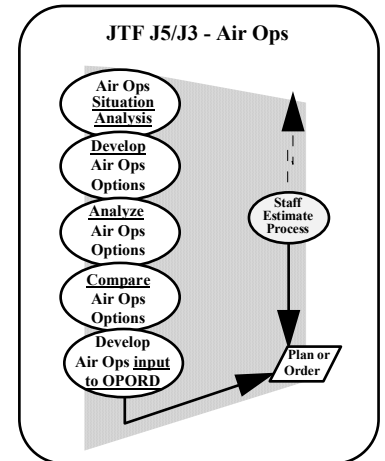 JTF J5/J3 - Air Ops
Air Ops
Situation
Analysis
Develop
Air Ops
Options
Analyze
Air Ops
Options
Compare
Air Ops
Options
Develop
Air Ops input
to OPORD
Staff
Estimate
Process
Plan or
Order